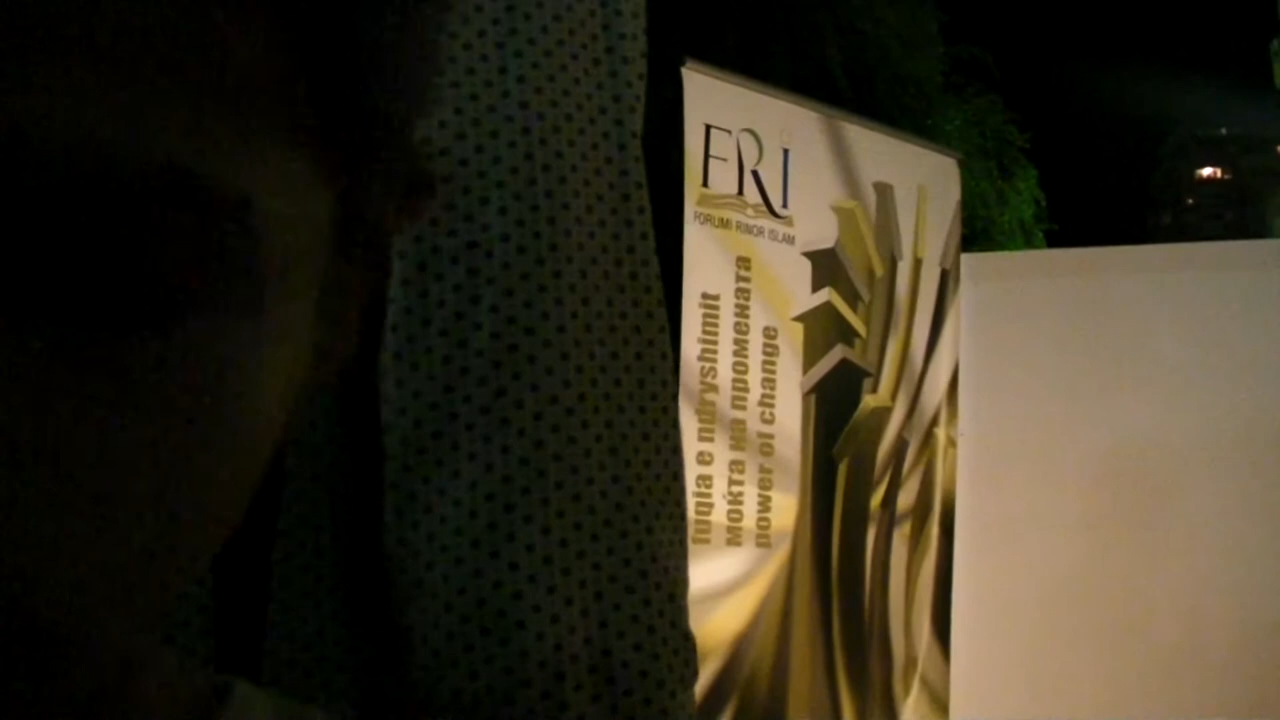 FRI
FORUMI RINOR ISLAM
fuqia e ndryshimit
моќта на промената
power of change